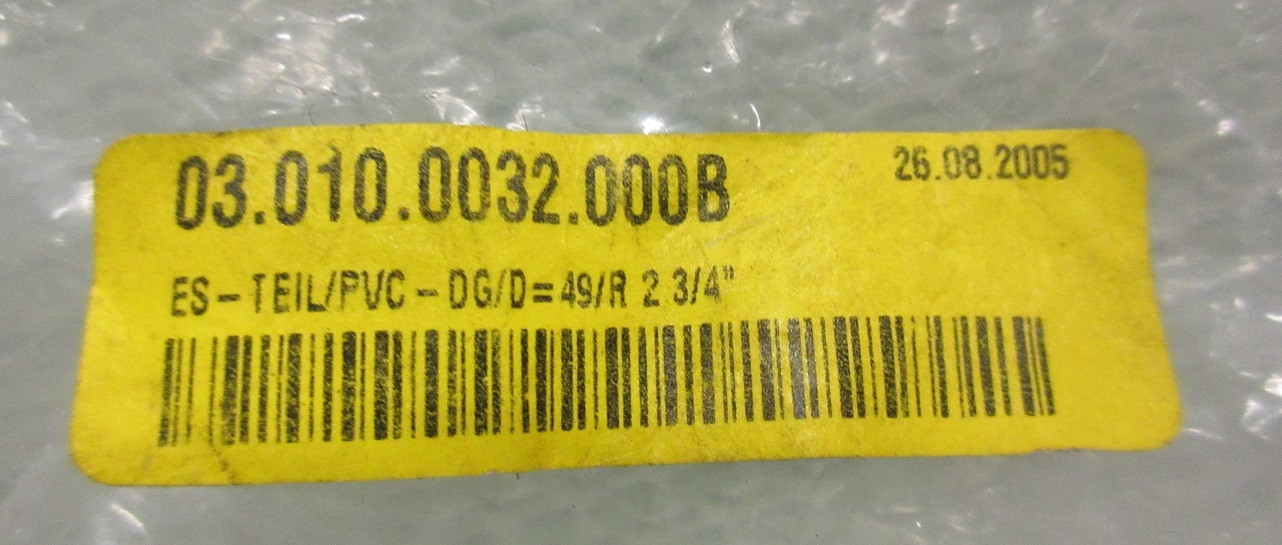 03.010.0032.000B 26.08.2005
ES-TEIL/PVC-DG/D=49/R 2 3/4"